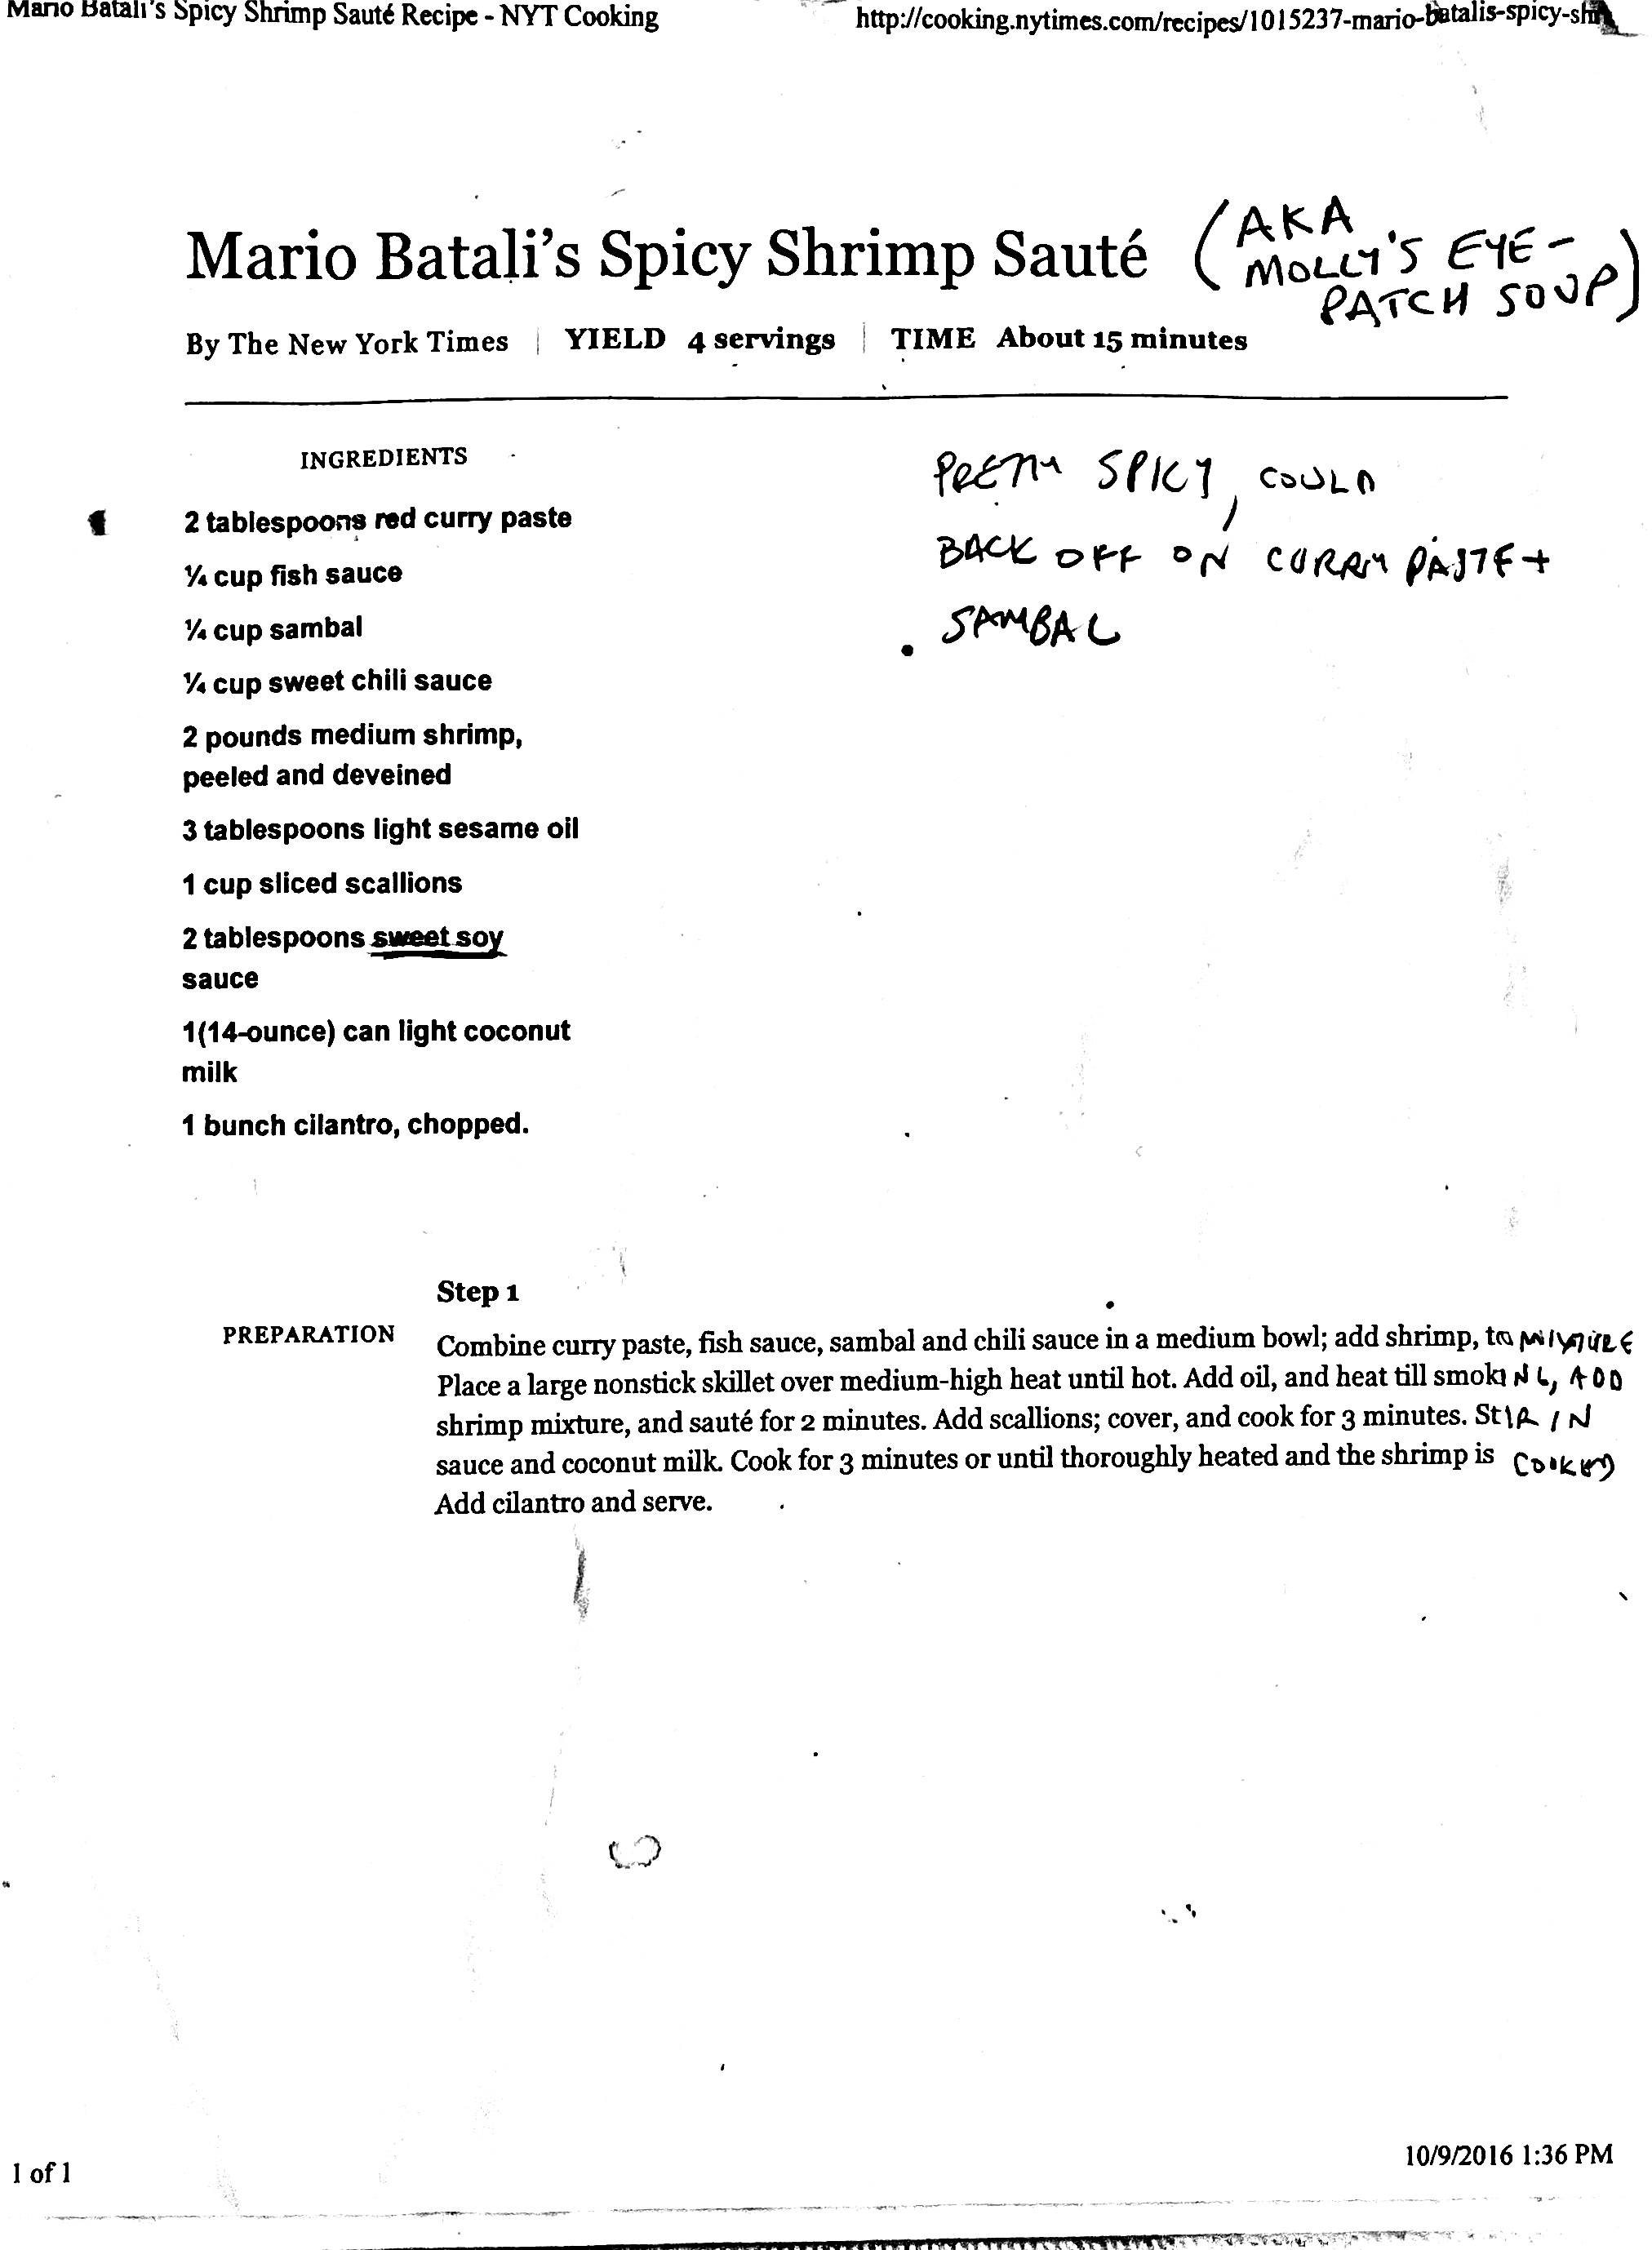 Mario Batali's Spicy Shrimp Sauté Recipe - NYT Cooking
http://cooking.nytimes.com/recipes/1015237-mario-batalis-spicy-sh
Mario Batali's Spicy Shrimp Sauté
(AKA
MOLLY'S EYE-
PATCH SOUP)
By The New York Times | YIELD 4 servings | TIME About 15 minutes
INGREDIENTS
2 tablespoons red curry paste
¼ cup fish sauce
¼ cup sambal
¼ cup sweet chili sauce
2 pounds medium shrimp,
peeled and deveined
3 tablespoons light sesame oil
1 cup sliced scallions
2 tablespoons sweet soy
sauce
1(14-ounce) can light coconut
milk
1 bunch cilantro, chopped.
PRETTY SPICY, COULD
BACK OFF ON CURRY PASTE +
SAMBAL
Step 1
PREPARATION
Combine curry paste, fish sauce, sambal and chili sauce in a medium bowl; add shrimp, to MIXTURE
Place a large nonstick skillet over medium-high heat until hot. Add oil, and heat till smokiNG, ADD
shrimp mixture, and sauté for 2 minutes. Add scallions; cover, and cook for 3 minutes. StIR IN
sauce and coconut milk. Cook for 3 minutes or until thoroughly heated and the shrimp is COOKED
Add cilantro and serve.
1 of 1
10/9/2016 1:36 PM